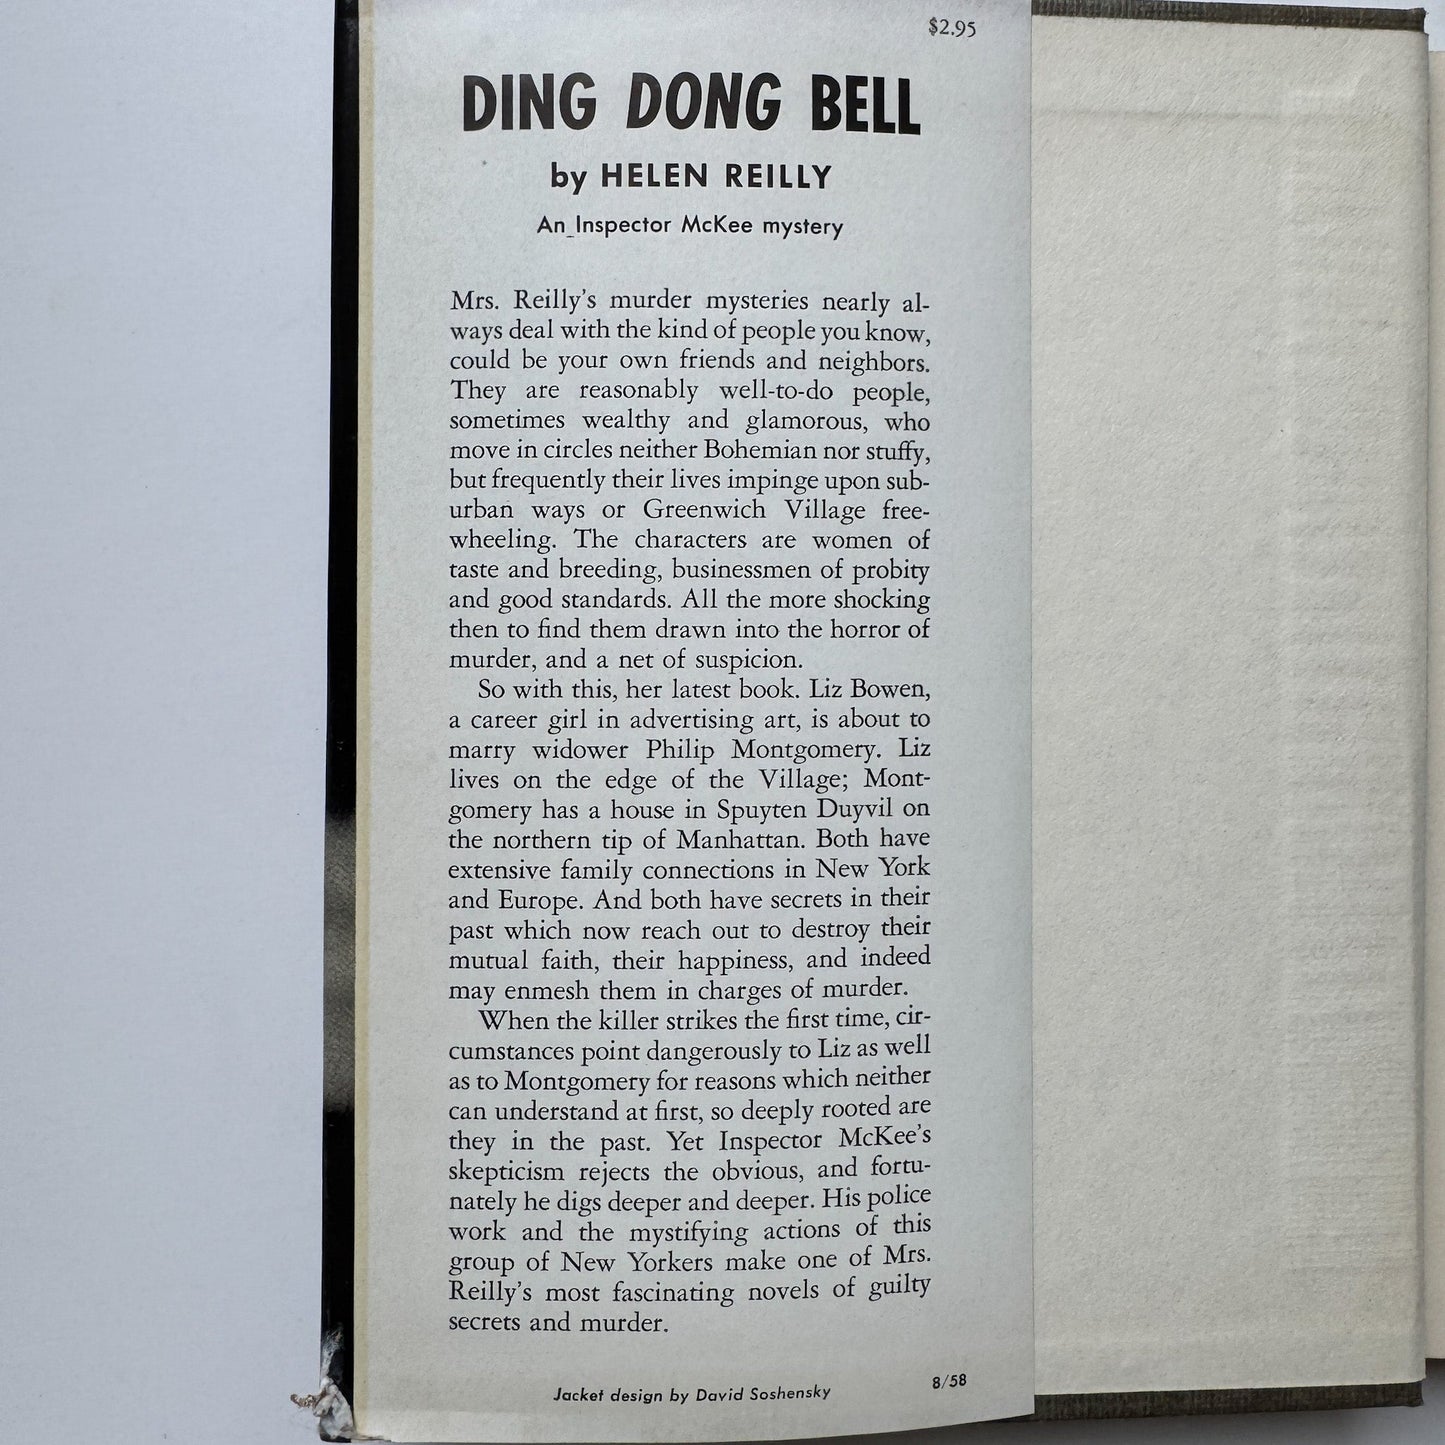 $2.95
DING DONG BELL
by HELEN REILLY
An Inspector McKee mystery
Mrs. Reilly's murder mysteries nearly al-
ways deal with the kind of people you know,
could be your own friends and neighbors.
They are reasonably well-to-do people,
sometimes wealthy and glamorous, who
move in circles neither Bohemian nor stuffy,
but frequently their lives impinge upon sub-
urban ways or Greenwich Village free-
wheeling. The characters are women of
taste and breeding, businessmen of probity
and good standards. All the more shocking
then to find them drawn into the horror of
murder, and a net of suspicion.
So with this, her latest book. Liz Bowen,
a career girl in advertising art, is about to
marry widower Philip Montgomery. Liz
lives on the edge of the Village; Mont-
gomery has a house in Spuyten Duyvil on
the northern tip of Manhattan. Both have
extensive family connections in New York
and Europe. And both have secrets in their
past which now reach out to destroy their
mutual faith, their happiness, and indeed
may enmesh them in charges of murder.
When the killer strikes the first time, cir-
cumstances point dangerously to Liz as well
as to Montgomery for reasons which neither
can understand at first, so deeply rooted are
they in the past. Yet Inspector McKee's
skepticism rejects the obvious, and fortu-
nately he digs deeper and deeper. His police
work and the mystifying actions of this
group of New Yorkers make one of Mrs.
Reilly's most fascinating novels of guilty
secrets and murder.
Jacket design by David Soshensky
8/58